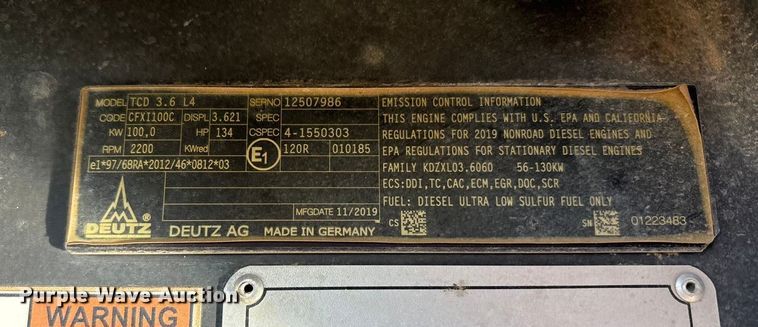 MODEL TCD 3.6 L4 SERNO 12507986
CODE CFXI100C DISPL 3.621 SPEC
KW 100,0 HP 134 CSPEC 4-1550303
RPM 2200 KWred E1 120R 010185
e1*97/68RA*2012/46*0812*03
DEUTZ ®
MFGDATE 11/2019
DEUTZ AG MADE IN GERMANY
EMISSION CONTROL INFORMATION
THIS ENGINE COMPLIES WITH U.S. EPA AND CALIFORNIA
REGULATIONS FOR 2019 NONROAD DIESEL ENGINES AND
EPA REGULATIONS FOR STATIONARY DIESEL ENGINES
FAMILY KDZXL03.6060 56-130KW
ECS:DDI,TC,CAC,ECM,EGR,DOC,SCR
FUEL: DIESEL ULTRA LOW SULFUR FUEL ONLY
CS SN 01223483
Purple Wave Auction
WARNING
Purple Wave Auction